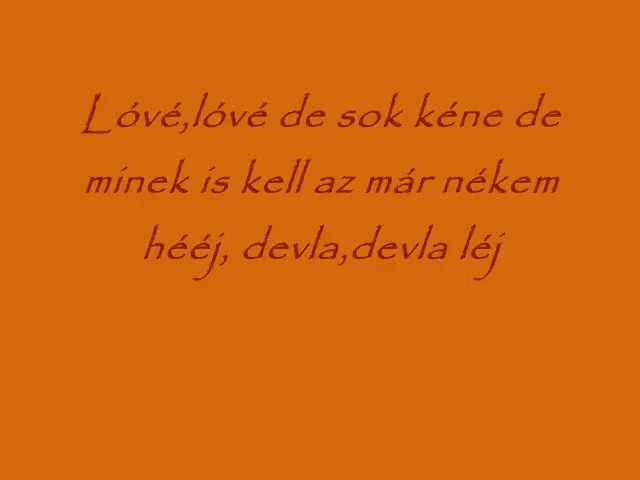 Lóvé,lóvé de sok kéne de
minek is kell az már nékem
hééj, devla,devla léj